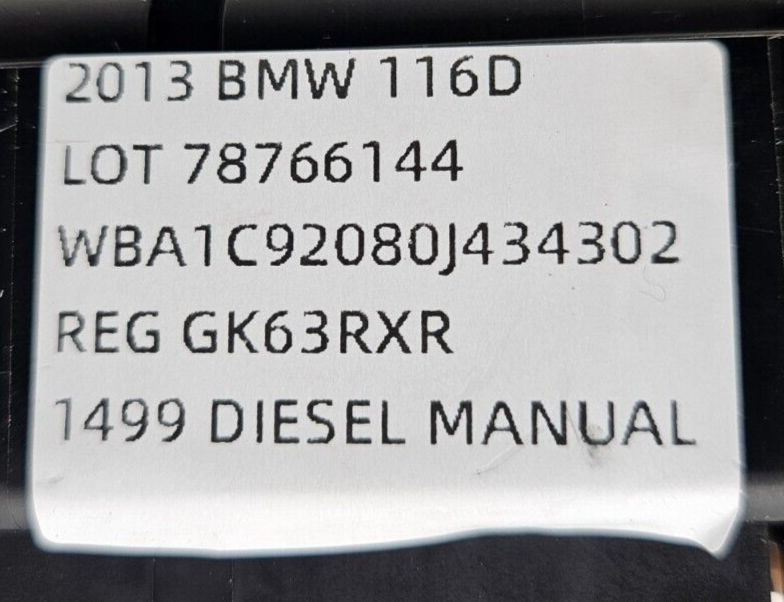 2013 BMW 116D
LOT 78766144
WBA1C92080J434302
REG GK63RXR
1499 DIESEL MANUAL